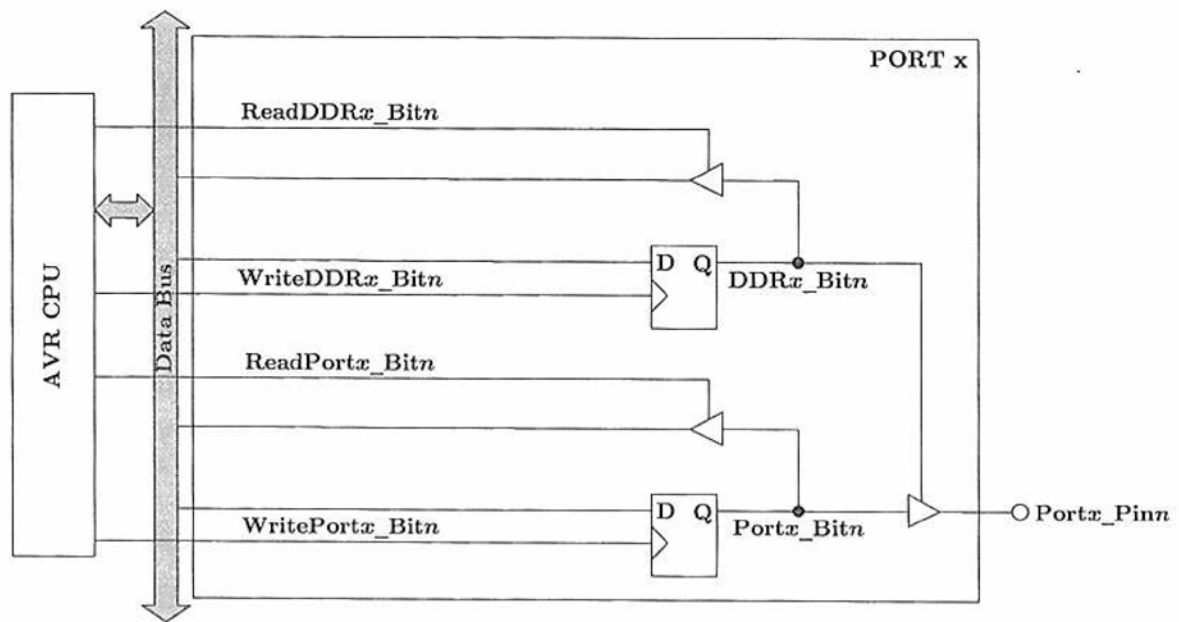 PORT x
ReadDDRx_Bitn
D Q
WriteDDRx_Bitn
DDRx_Bitn
AVR CPU
Data Bus
ReadPortx_Bitn
D Q
WritePortx_Bitn
Portx_Bitn
Portx_Pinn